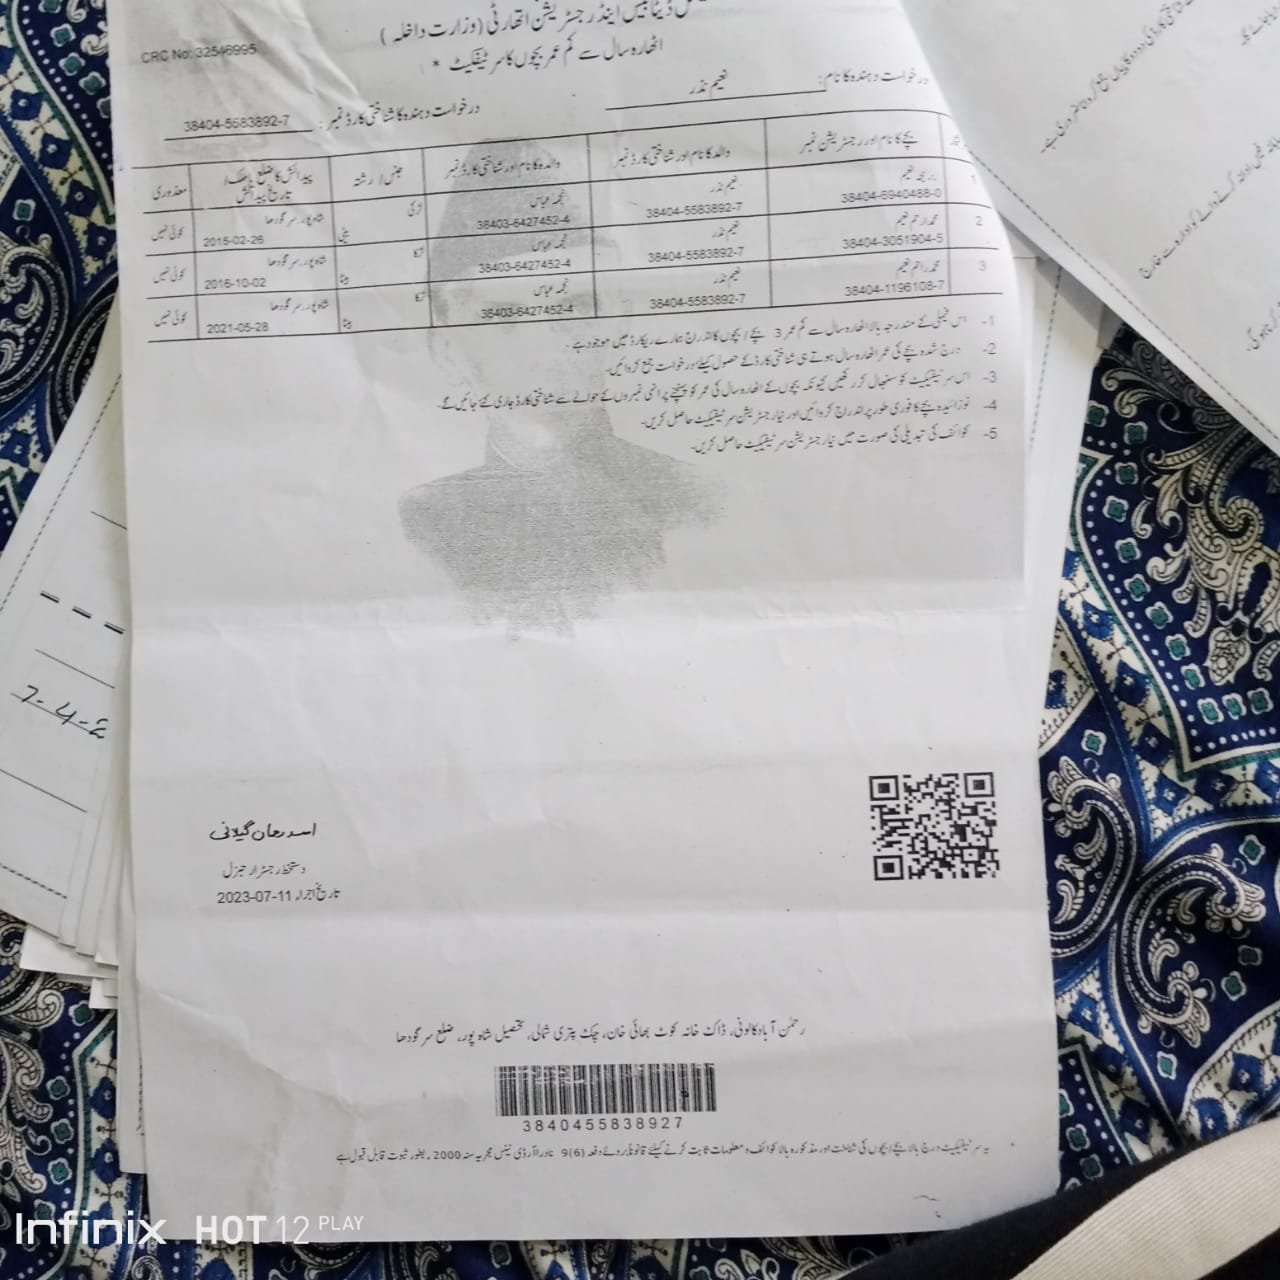 ڈیٹابیس اینڈ رجسٹریشن اتھارٹی (وزارت داخلہ)
CRC No: 32546995
اٹھارہ سال سے کم عمر بچوں کا سرٹیفکیٹ *
درخواست دہندہ کا نام: نعیم نذر
درخواست دہندہ کا شناختی کارڈ نمبر: 38404-5583892-7
بچے کا نام اور رجسٹریشن نمبر والد کا نام اور شناختی کارڈ نمبر والدہ کا نام اور شناختی کارڈ نمبر جنس / رشتہ پیدائش کا ضلع / ملک / تاریخ پیدائش معذوری
1 نعیم نعیم نذر نجمہ عباس لڑکی شاہ پور، سرگودھا
38404-6940488-0 38404-5583892-7 38403-6427452-4 بیٹی 2015-02-26 کوئی نہیں
2 محمد ارحم نعیم نعیم نذر نجمہ عباس لڑکا شاہ پور، سرگودھا
38404-3051904-5 38404-5583892-7 38403-6427452-4 بیٹا 2016-10-02 کوئی نہیں
3 محمد راحم نعیم نعیم نذر نجمہ عباس لڑکا شاہ پور، سرگودھا
38404-1196108-7 38404-5583892-7 38403-6427452-4 بیٹا 2021-05-28 کوئی نہیں
1- اس فیملی کے مندرجہ بالا اٹھارہ سال سے کم عمر 3 بچے / بچوں کا اندراج ہمارے ریکارڈ میں موجود ہے۔
2- درج شدہ بچے کی عمر اٹھارہ سال ہوتے ہی شناختی کارڈ کے حصول کیلئے درخواست جمع کروائیں۔
3- اس سرٹیفیکیٹ کو سنبھال کر رکھیں کیونکہ بچوں کے اٹھارہ سال کی عمر کو پہنچنے پر انہی نمبروں کے حوالے سے شناختی کارڈ جاری کئے جائیں گے۔
4- نوزائیدہ بچے کا فوری طور پر اندراج کروائیں اور نیا رجسٹریشن سرٹیفیکیٹ حاصل کریں۔
5- کوائف کی تبدیلی کی صورت میں نیا رجسٹریشن سرٹیفیکیٹ حاصل کریں۔
7-4-2
اسد رحمان گیلانی
دستخط رجسٹرار جنرل
تاریخ اجراء 2023-07-11
رحمٰن آباد کالونی، ڈاک خانہ کوٹ بھائی خان، چک پتری شمالی، تحصیل شاہ پور، ضلع سرگودھا
3840455838927
* یہ سرٹیفیکیٹ درج بالا بچے / بچوں کی شناخت اور مذکورہ بالا کوائف و معلومات ثابت کرنے کیلئے قانوناً بروئے دفعہ (6)9 نادرا آرڈی نینس مجریہ سنہ 2000، بطور ثبوت قابل قبول ہے
Infinix HOT 12 PLAY